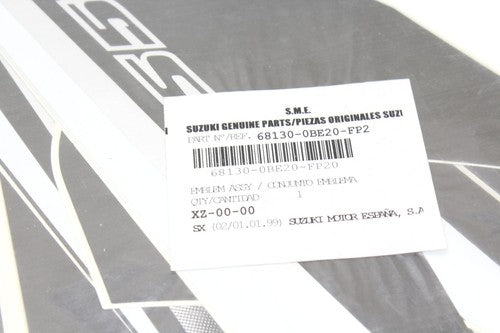 S.M.E.
SUZUKI GENUINE PARTS/PIEZAS ORIGINALES SUZI
PART Nº/REF. 68130-0BE20-FP2
68130-0BE20-FP20
EMBLEM ASSY / CONJUNTO EMBLEMA
QTY/CANTIDAD 1
XZ-00-00
SX (02/01.01.99) SUZUKI MOTOR ESPAÑA, S.A